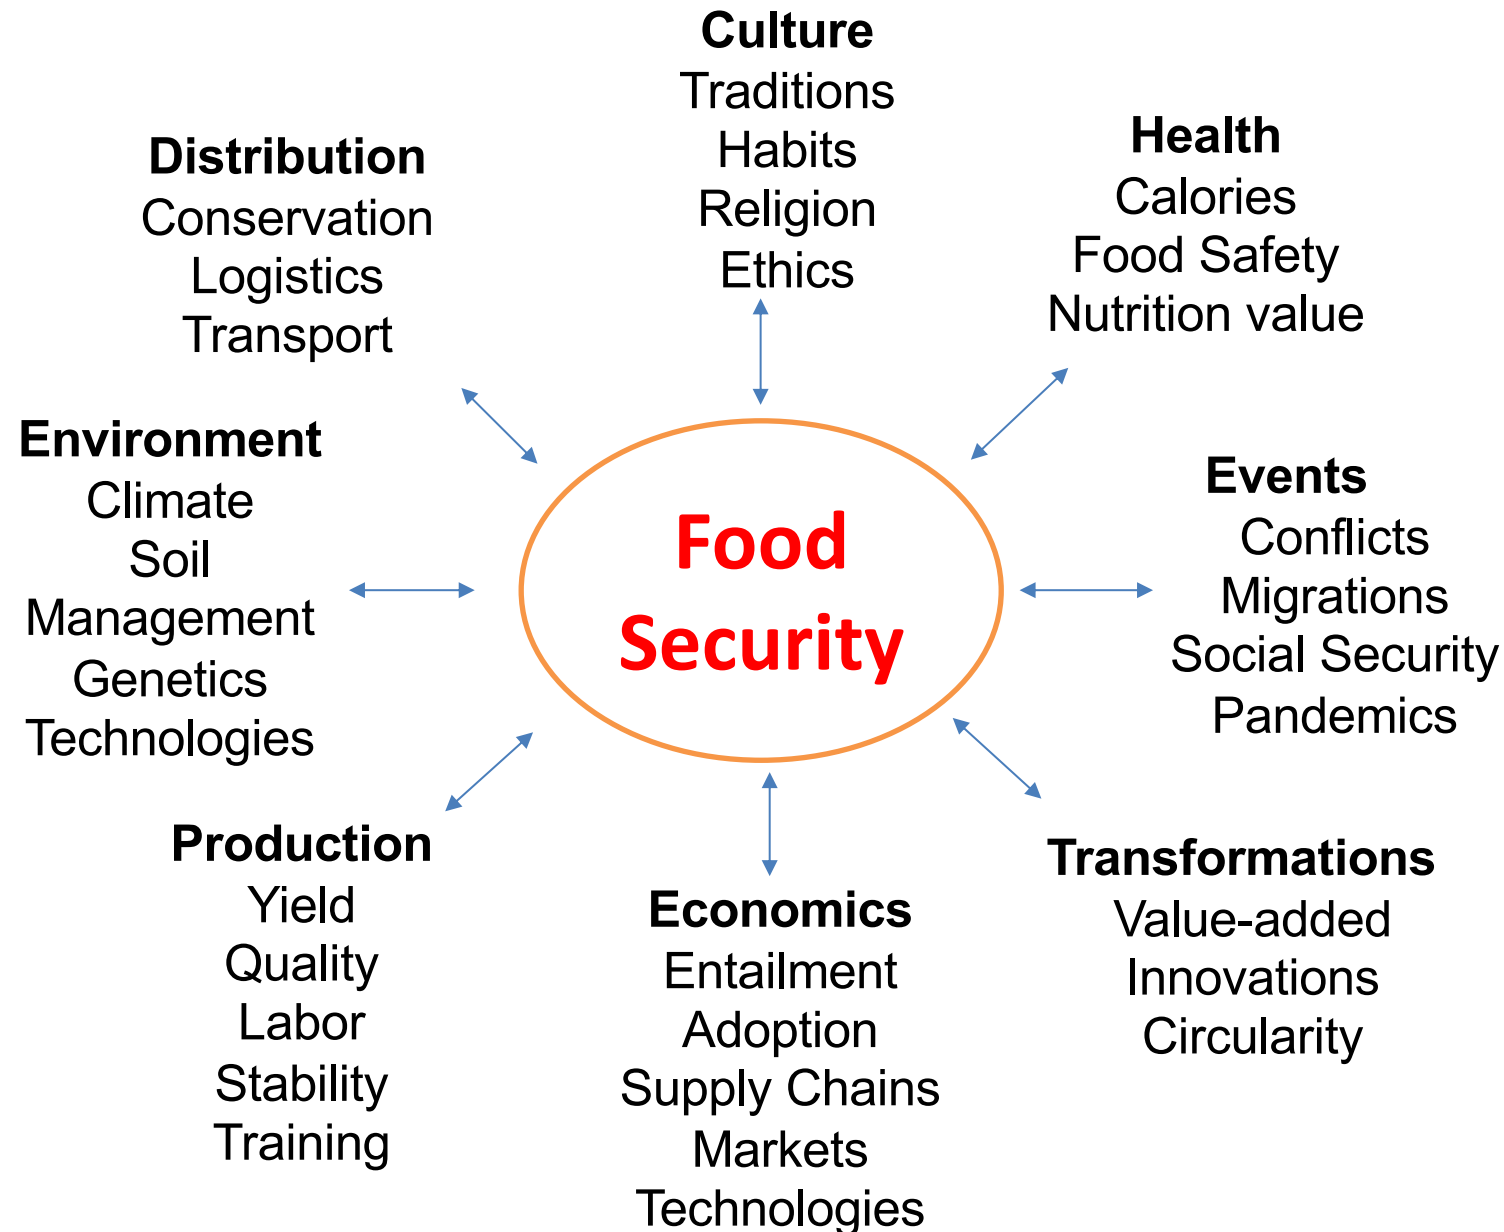 Culture
Traditions
Habits
Religion
Ethics
Health
Calories
Food Safety
Nutrition value
Distribution
Conservation
Logistics
Transport
Environment
Climate
Soil
Management
Genetics
Technologies
Food
Security
Events
Conflicts
Migrations
Social Security
Pandemics
Production
Yield
Quality
Labor
Stability
Training
Economics
Entailment
Adoption
Supply Chains
Markets
Technologies
Transformations
Value-added
Innovations
Circularity